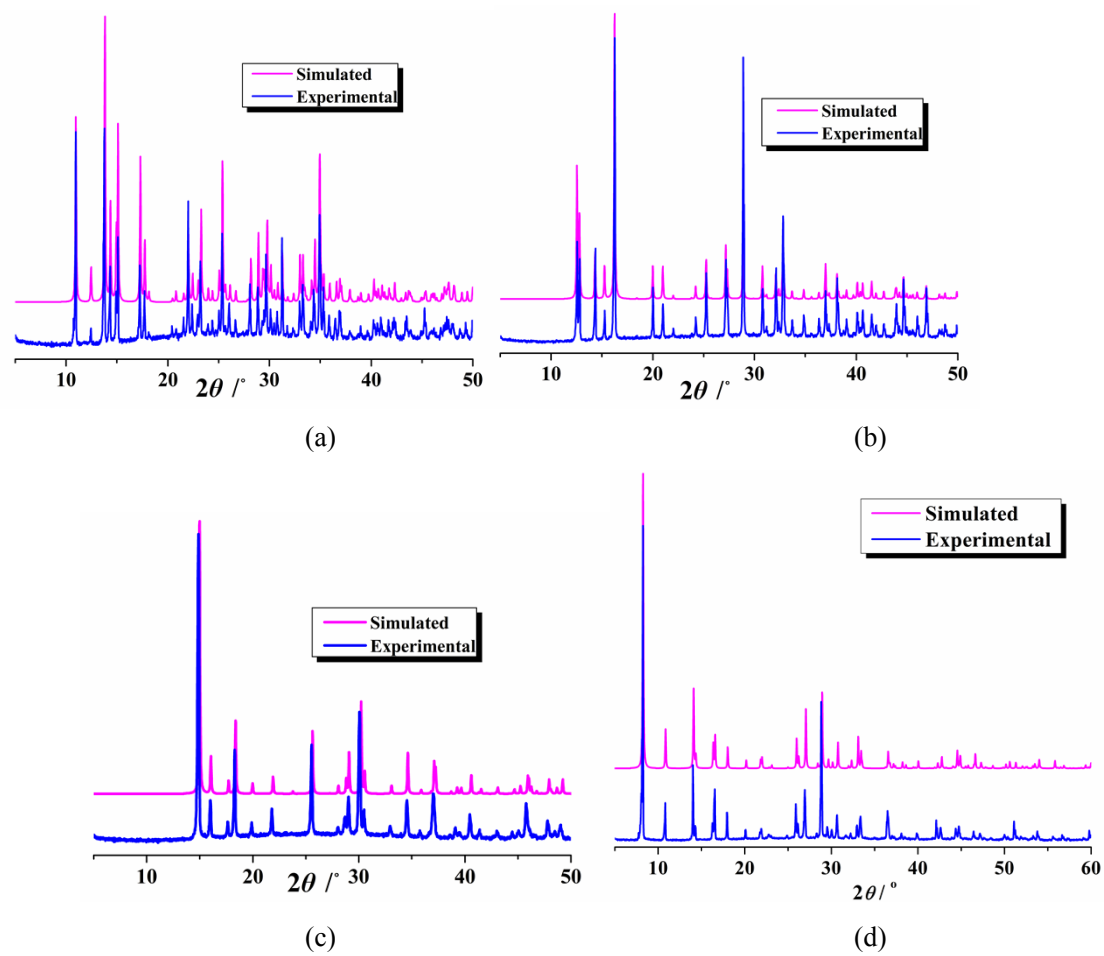 Simulated
Experimental
10 20 30 40 50
2θ /°
(a)
Simulated
Experimental
10 20 30 40 50
2θ /°
(b)
Simulated
Experimental
10 20 30 40 50
2θ /°
(c)
Simulated
Experimental
10 20 30 40 50 60
2θ/ °
(d)